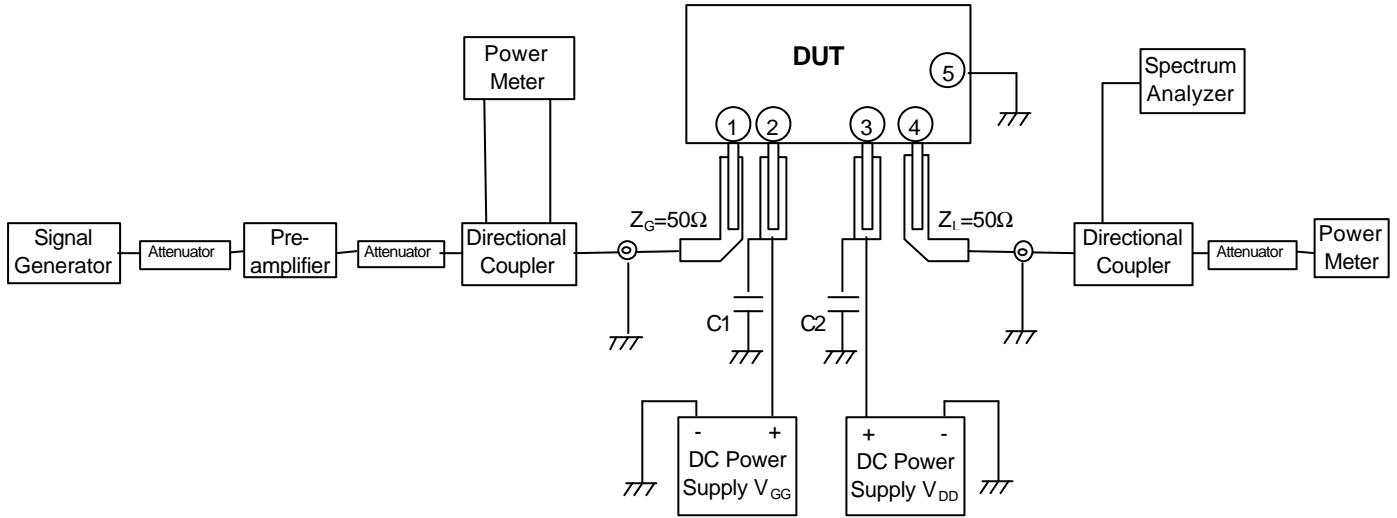 DUT
Power
Meter
5
Spectrum
Analyzer
1
2
3
4
Z_G=50Ω
Z_L=50Ω
Signal
Generator
Attenuator
Pre-
amplifier
Attenuator
Directional
Coupler
Directional
Coupler
Attenuator
Power
Meter
C1
C2
- +
DC Power
Supply V_GG
+ -
DC Power
Supply V_DD